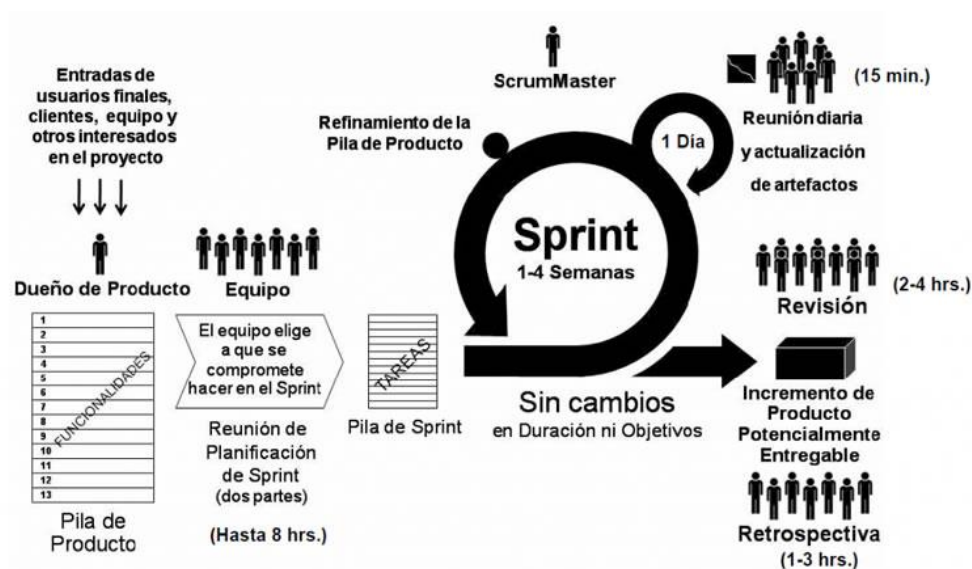 Entradas de
usuarios finales,
clientes, equipo y
otros interesados
en el proyecto
Dueño de Producto
1
2
3
4
5
6
7
8
9
10
11
12
13
FUNCIONALIDADES
Pila de
Producto
Equipo
El equipo elige
a que se
compromete
hacer en el Sprint
Reunión de
Planificación
de Sprint
(dos partes)
(Hasta 8 hrs.)
TAREAS
Pila de Sprint
ScrumMaster
Refinamiento de la
Pila de Producto
1 Día
Sprint
1-4 Semanas
Sin cambios
en Duración ni Objetivos
(15 min.)
Reunión diaria
y actualización
de artefactos
(2-4 hrs.)
Revisión
Incremento de
Producto
Potencialmente
Entregable
Retrospectiva
(1-3 hrs.)